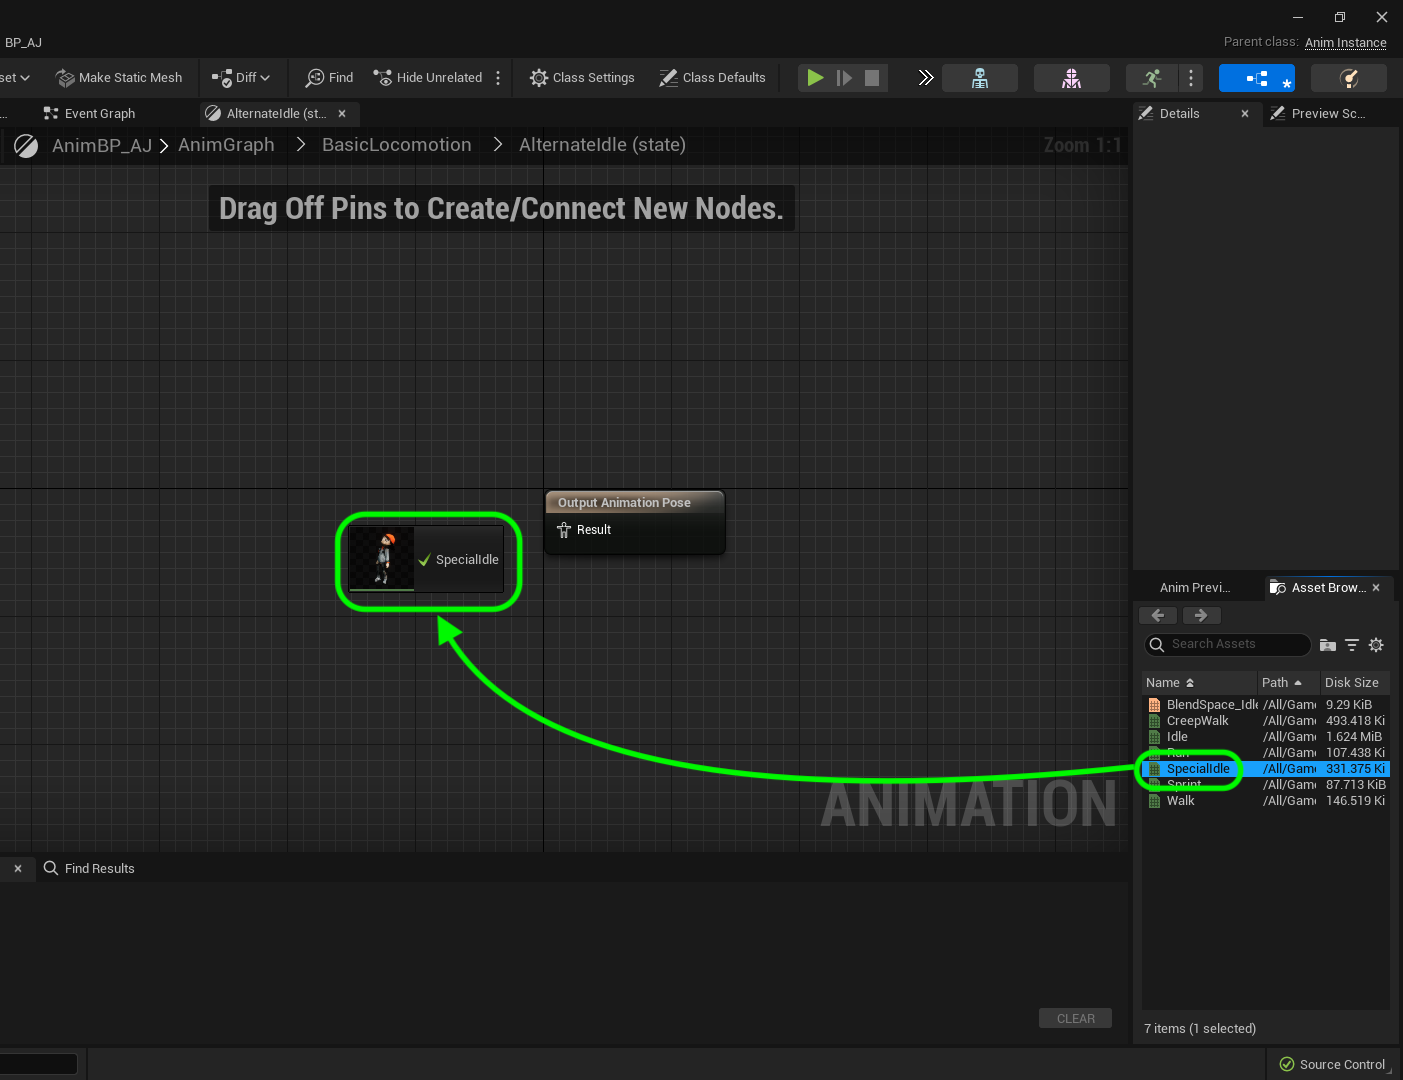 BP_AJ
Parent class: Anim Instance
set Make Static Mesh Diff Find Hide Unrelated Class Settings Class Defaults
... Event Graph AlternateIdle (st... Details Preview Sc...
AnimBP_AJ AnimGraph BasicLocomotion AlternateIdle (state) Zoom 1:1
Drag Off Pins to Create/Connect New Nodes.
Output Animation Pose
Result
SpecialIdle
Anim Previ... Asset Brow...
Search Assets
Name Path Disk Size
BlendSpace_Idle /All/Game 9.29 KiB
CreepWalk /All/Game 493.418 Ki
Idle /All/Game 1.624 MiB
Run /All/Game 107.438 Ki
SpecialIdle /All/Game 331.375 Ki
Sprint /All/Game 87.713 KiB
Walk /All/Game 146.519 Ki
ANIMATION
Find Results
CLEAR
7 items (1 selected)
Source Control